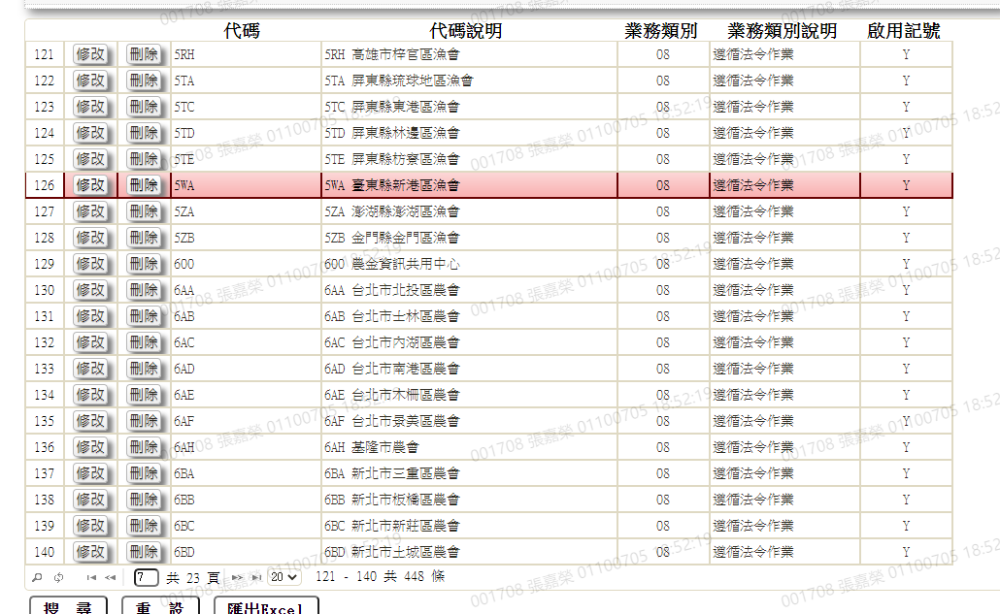 代碼 代碼說明 業務類別 業務類別說明 啟用記號
121 修改 刪除 5RH 5RH 高雄市梓官區漁會 08 遵循法令作業 Y
122 修改 刪除 5TA 5TA 屏東縣琉球地區漁會 08 遵循法令作業 Y
123 修改 刪除 5TC 5TC 屏東縣東港區漁會 08 遵循法令作業 Y
124 修改 刪除 5TD 5TD 屏東縣林邊區漁會 08 遵循法令作業 Y
125 修改 刪除 5TE 5TE 屏東縣枋寮區漁會 08 遵循法令作業 Y
126 修改 刪除 5WA 5WA 臺東縣新港區漁會 08 遵循法令作業 Y
127 修改 刪除 5ZA 5ZA 澎湖縣澎湖區漁會 08 遵循法令作業 Y
128 修改 刪除 5ZB 5ZB 金門縣金門區漁會 08 遵循法令作業 Y
129 修改 刪除 600 600 農金資訊共用中心 08 遵循法令作業 Y
130 修改 刪除 6AA 6AA 台北市北投區農會 08 遵循法令作業 Y
131 修改 刪除 6AB 6AB 台北市士林區農會 08 遵循法令作業 Y
132 修改 刪除 6AC 6AC 台北市內湖區農會 08 遵循法令作業 Y
133 修改 刪除 6AD 6AD 台北市南港區農會 08 遵循法令作業 Y
134 修改 刪除 6AE 6AE 台北市木柵區農會 08 遵循法令作業 Y
135 修改 刪除 6AF 6AF 台北市景美區農會 08 遵循法令作業 Y
136 修改 刪除 6AH 6AH 基隆市農會 08 遵循法令作業 Y
137 修改 刪除 6BA 6BA 新北市三重區農會 08 遵循法令作業 Y
138 修改 刪除 6BB 6BB 新北市板橋區農會 08 遵循法令作業 Y
139 修改 刪除 6BC 6BC 新北市新莊區農會 08 遵循法令作業 Y
140 修改 刪除 6BD 6BD 新北市土城區農會 08 遵循法令作業 Y
7 共 23 頁 20 121 - 140 共 448 條
搜 尋 重 設 匯出Excel
001708 張嘉榮 01100705 18:52:19